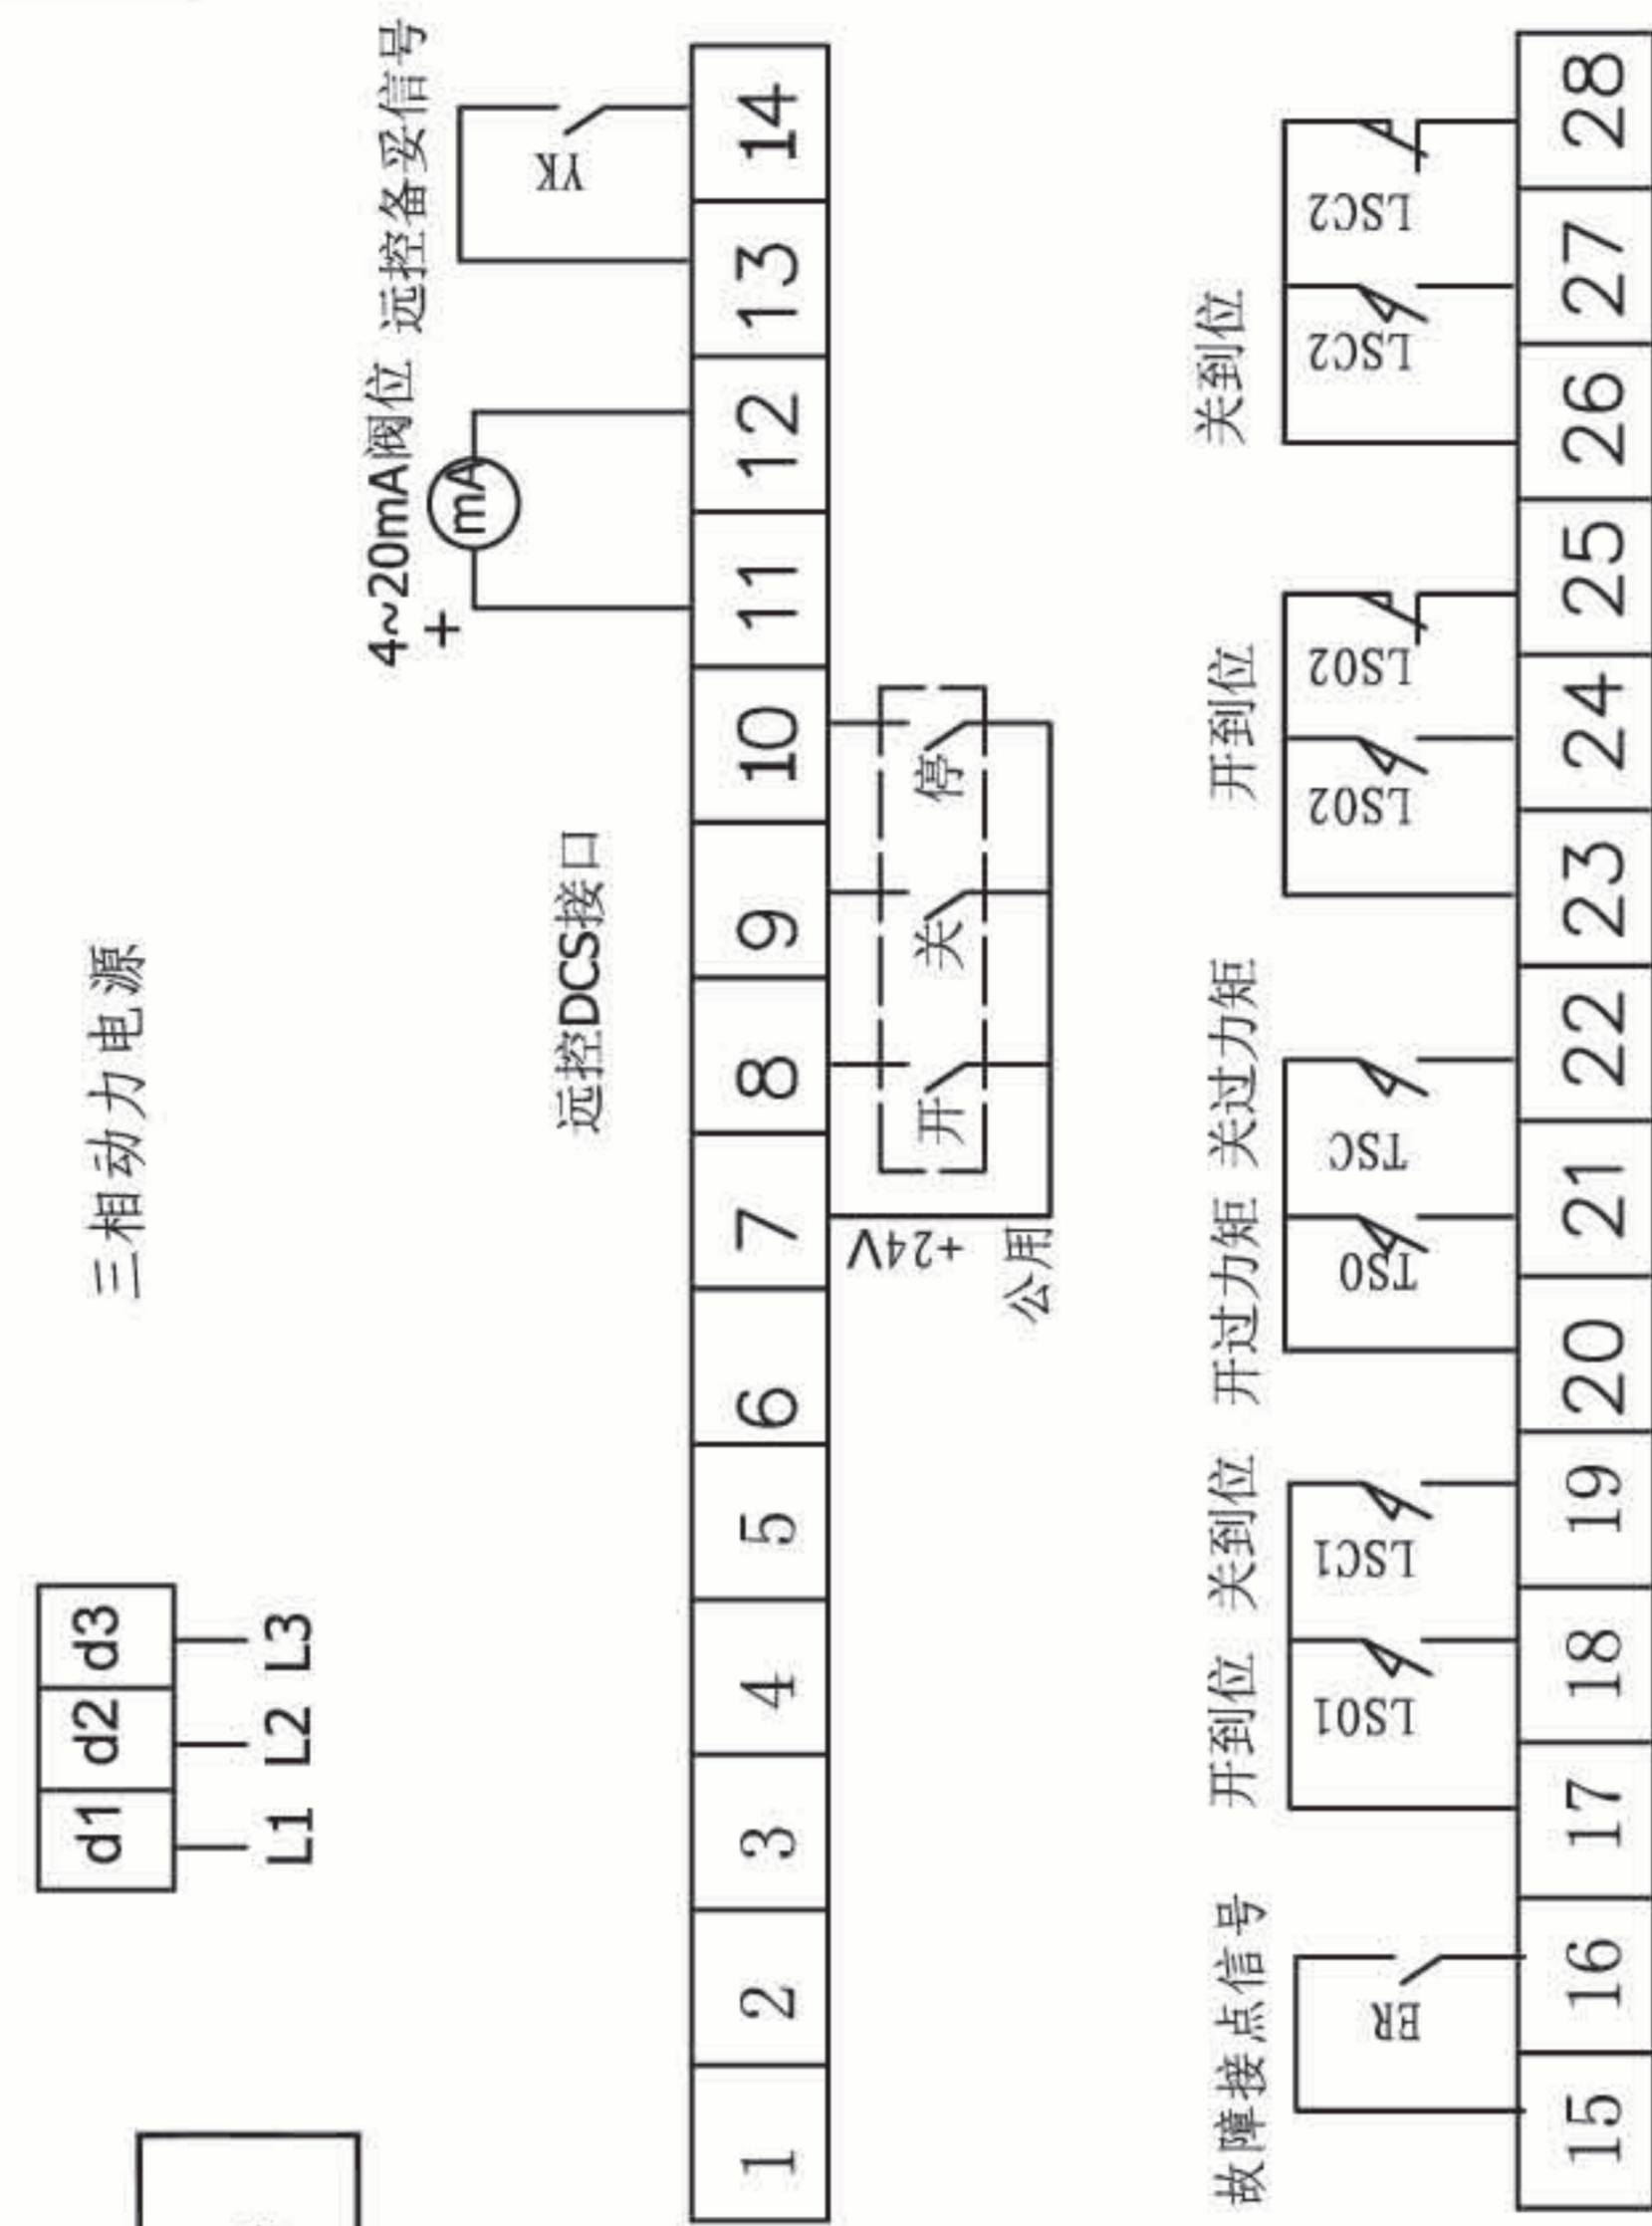 三相动力电源
d1 d2 d3
L1 L2 L3
4~20mA阀位 远控备妥信号
+
mA
YK
远控DCS接口
1 2 3 4 5 6 7 8 9 10 11 12 13 14
+24V
开 关 停
公用
故障接点信号 开到位 关到位 开过力矩 关过力矩 开到位 关到位
ER LSO1 LSC1 TSO TSC LSO2 LSO2 LSC2 LSC2
15 16 17 18 19 20 21 22 23 24 25 26 27 28